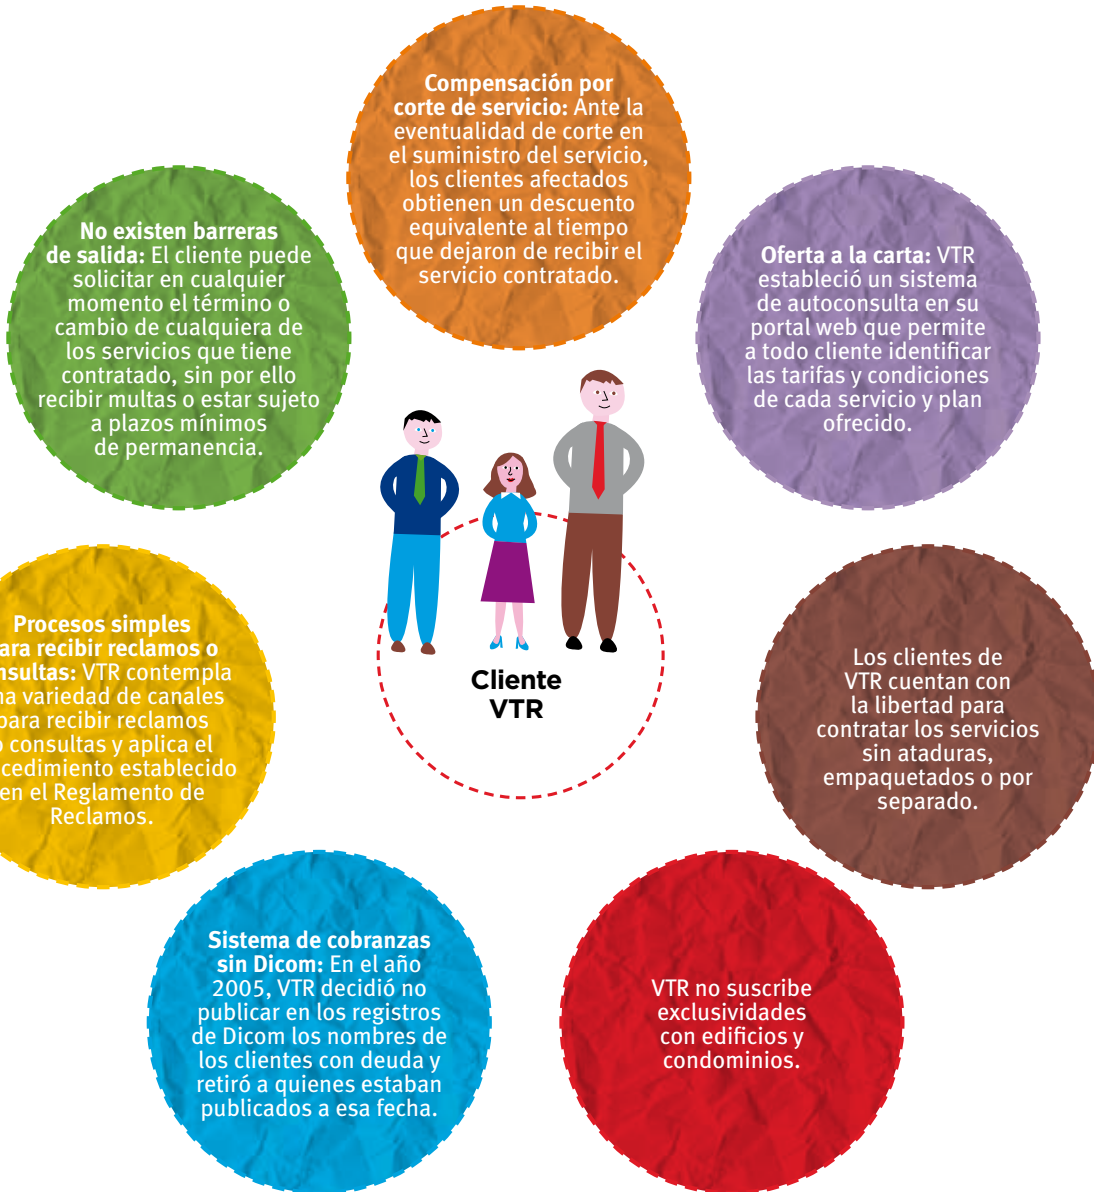 Compensación por
corte de servicio: Ante la
eventualidad de corte en
el suministro del servicio,
los clientes afectados
obtienen un descuento
equivalente al tiempo
que dejaron de recibir el
servicio contratado.
No existen barreras
de salida: El cliente puede
solicitar en cualquier
momento el término o
cambio de cualquiera de
los servicios que tiene
contratado, sin por ello
recibir multas o estar sujeto
a plazos mínimos
de permanencia.
Oferta a la carta: VTR
estableció un sistema
de autoconsulta en su
portal web que permite
a todo cliente identificar
las tarifas y condiciones
de cada servicio y plan
ofrecido.
Procesos simples
ara recibir reclamos o
nsultas: VTR contempla
na variedad de canales
para recibir reclamos
o consultas y aplica el
cedimiento establecido
en el Reglamento de
Reclamos.
Cliente
VTR
Los clientes de
VTR cuentan con
la libertad para
contratar los servicios
sin ataduras,
empaquetados o por
separado.
Sistema de cobranzas
sin Dicom: En el año
2005, VTR decidió no
publicar en los registros
de Dicom los nombres de
los clientes con deuda y
retiró a quienes estaban
publicados a esa fecha.
VTR no suscribe
exclusividades
con edificios y
condominios.